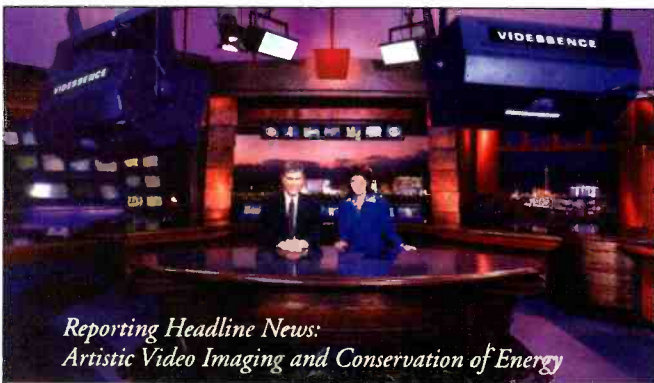 VIDESSENCE
VIDESSENCE
Reporting Headline News:
Artistic Video Imaging and Conservation of Energy